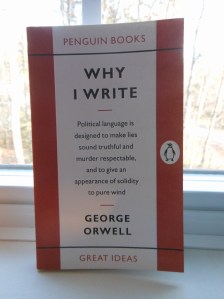 PENGUIN BOOKS
WHY
I WRITE
Political language is
designed to make lies
sound truthful and
murder respectable,
and to give an
appearance of solidity
to pure wind
GEORGE
ORWELL
GREAT IDEAS